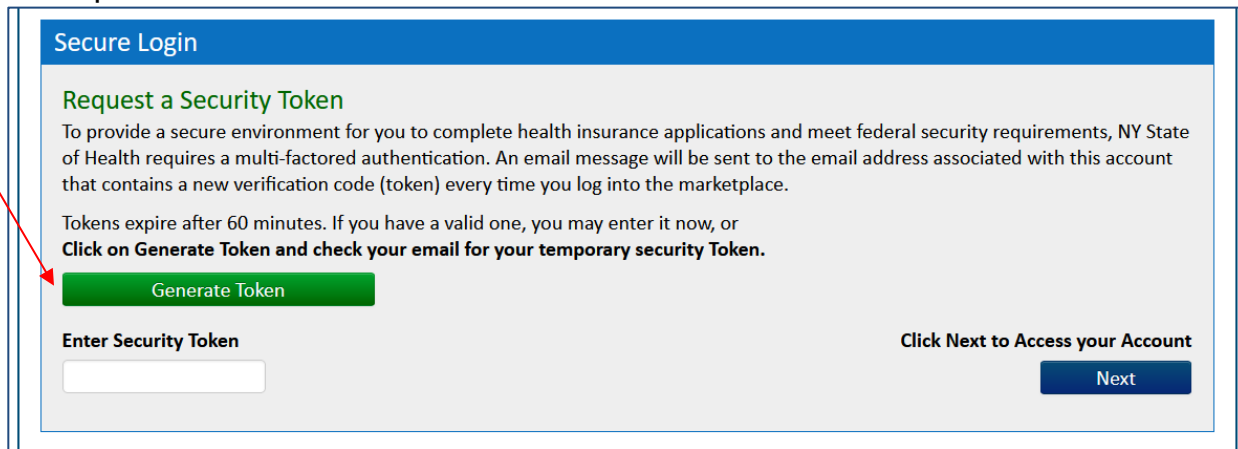 Secure Login
Request a Security Token
To provide a secure environment for you to complete health insurance applications and meet federal security requirements, NY State
of Health requires a multi-factored authentication. An email message will be sent to the email address associated with this account
that contains a new verification code (token) every time you log into the marketplace.
Tokens expire after 60 minutes. If you have a valid one, you may enter it now, or
Click on Generate Token and check your email for your temporary security Token.
Generate Token
Enter Security Token
Click Next to Access your Account
Next